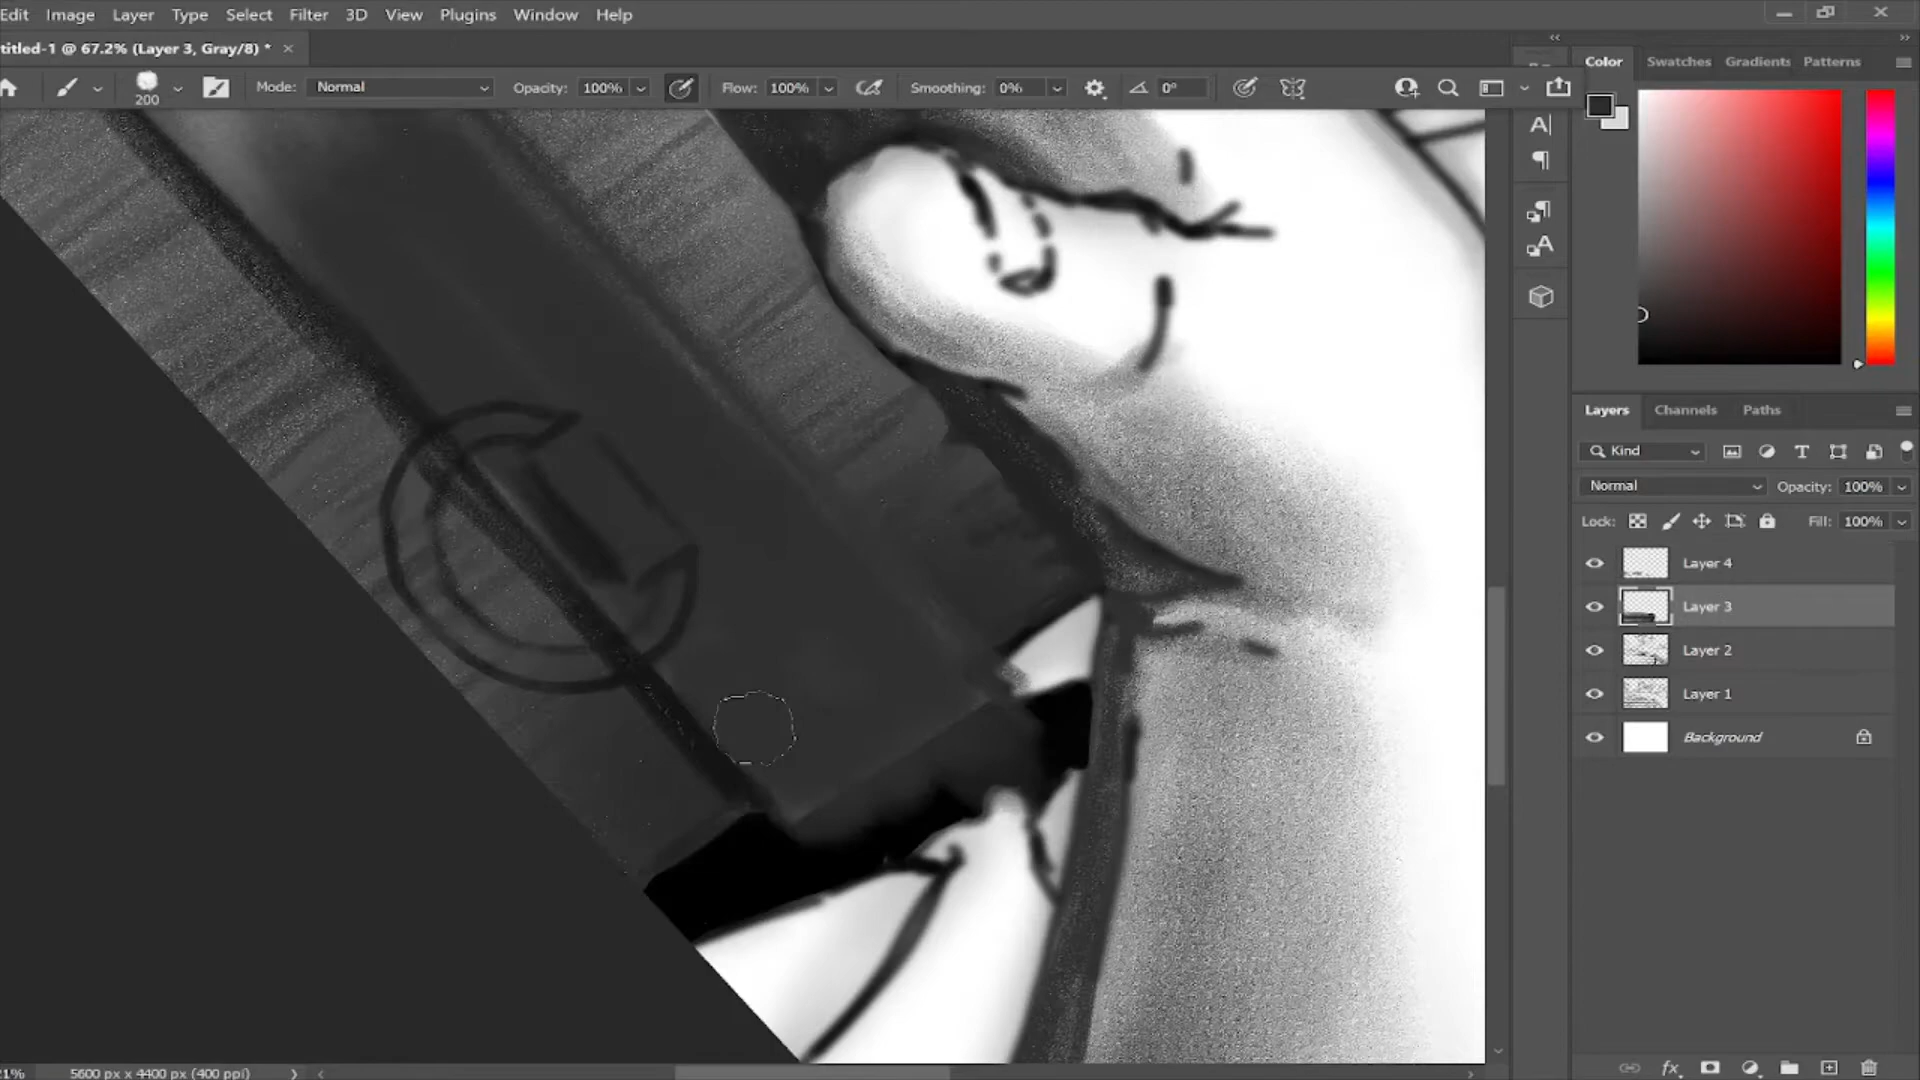 Edit Image Layer Type Select Filter 3D View Plugins Window Help
titled-1 @ 67.2% (Layer 3, Gray/8) *
200 Mode: Normal Opacity: 100% Flow: 100% Smoothing: 0% 0°
Color Swatches Gradients Patterns
Layers Channels Paths
Kind
Normal Opacity: 100%
Lock: Fill: 100%
Layer 4
Layer 3
Layer 2
Layer 1
Background
21% 5600 px x 4400 px (400 ppi)